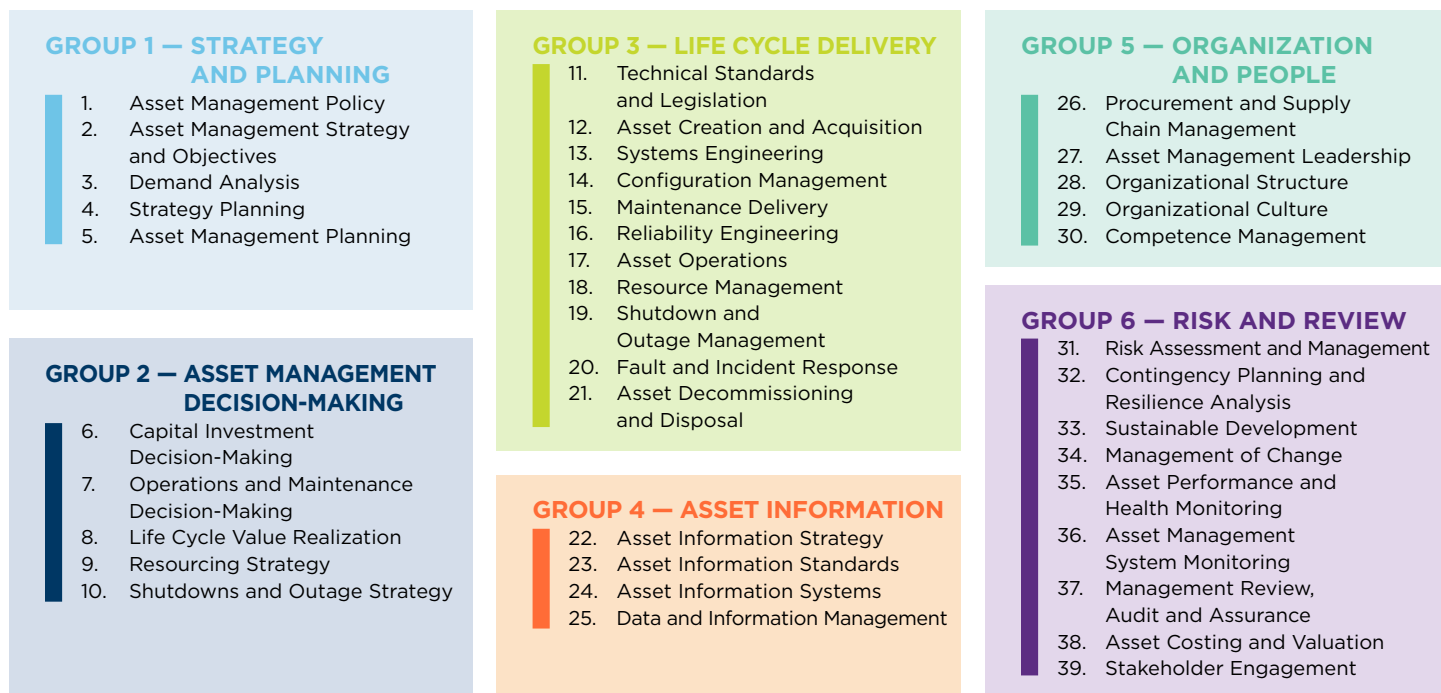 GROUP 1 — STRATEGY
AND PLANNING
1. Asset Management Policy
2. Asset Management Strategy
and Objectives
3. Demand Analysis
4. Strategy Planning
5. Asset Management Planning
GROUP 2 — ASSET MANAGEMENT
DECISION-MAKING
6. Capital Investment
Decision-Making
7. Operations and Maintenance
Decision-Making
8. Life Cycle Value Realization
9. Resourcing Strategy
10. Shutdowns and Outage Strategy
GROUP 3 — LIFE CYCLE DELIVERY
11. Technical Standards
and Legislation
12. Asset Creation and Acquisition
13. Systems Engineering
14. Configuration Management
15. Maintenance Delivery
16. Reliability Engineering
17. Asset Operations
18. Resource Management
19. Shutdown and
Outage Management
20. Fault and Incident Response
21. Asset Decommissioning
and Disposal
GROUP 4 — ASSET INFORMATION
22. Asset Information Strategy
23. Asset Information Standards
24. Asset Information Systems
25. Data and Information Management
GROUP 5 — ORGANIZATION
AND PEOPLE
26. Procurement and Supply
Chain Management
27. Asset Management Leadership
28. Organizational Structure
29. Organizational Culture
30. Competence Management
GROUP 6 — RISK AND REVIEW
31. Risk Assessment and Management
32. Contingency Planning and
Resilience Analysis
33. Sustainable Development
34. Management of Change
35. Asset Performance and
Health Monitoring
36. Asset Management
System Monitoring
37. Management Review,
Audit and Assurance
38. Asset Costing and Valuation
39. Stakeholder Engagement